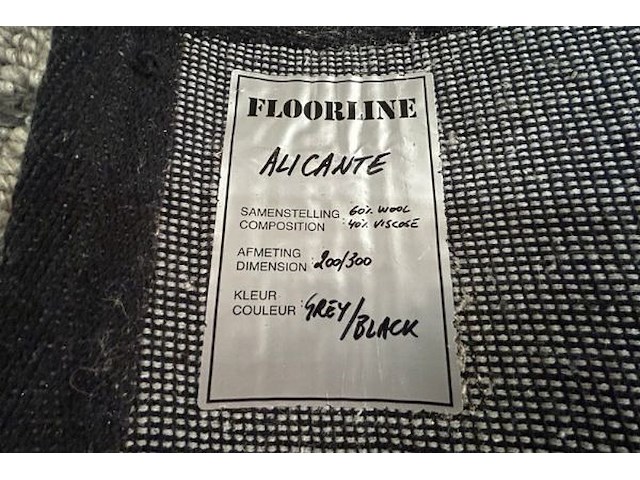 FLOORLINE
ALICANTE
SAMENSTELLING 60% WOOL
COMPOSITION : 40% VISCOSE
AFMETING
DIMENSION : 200/300
KLEUR
COULEUR : GREY/BLACK